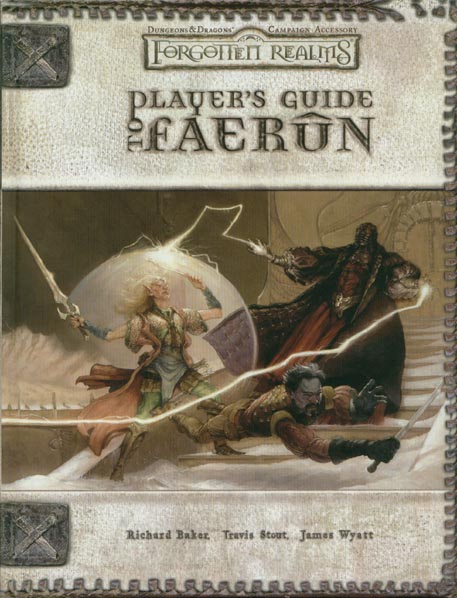 DUNGEONS & DRAGONS® CAMPAIGN ACCESSORY
FORGOTTEN REALMS
PLAYER'S GUIDE
TO FAERÛN
Richard Baker, Travis Stout, James Wyatt